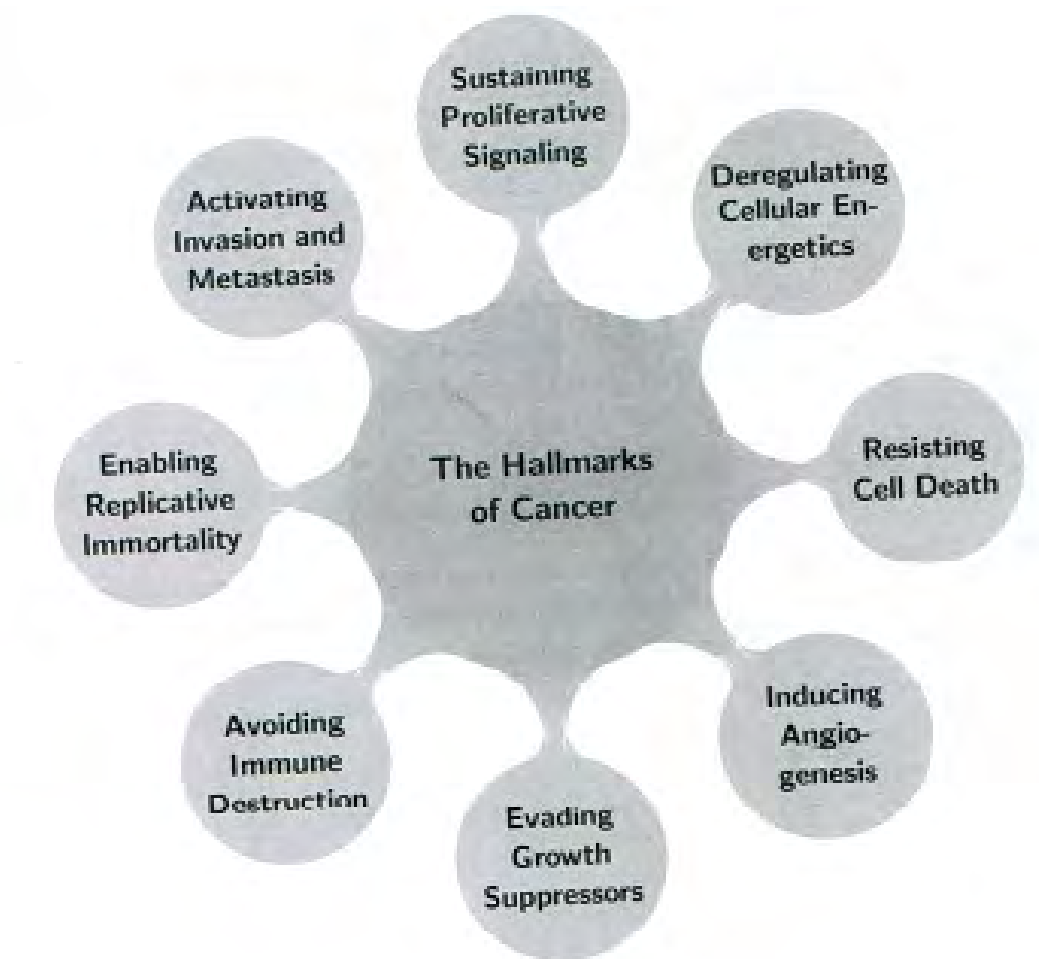 Sustaining
Proliferative
Signaling
Deregulating
Cellular En-
ergetics
Activating
Invasion and
Metastasis
Resisting
Cell Death
The Hallmarks
of Cancer
Enabling
Replicative
Immortality
Inducing
Angio-
genesis
Avoiding
Immune
Destruction
Evading
Growth
Suppressors